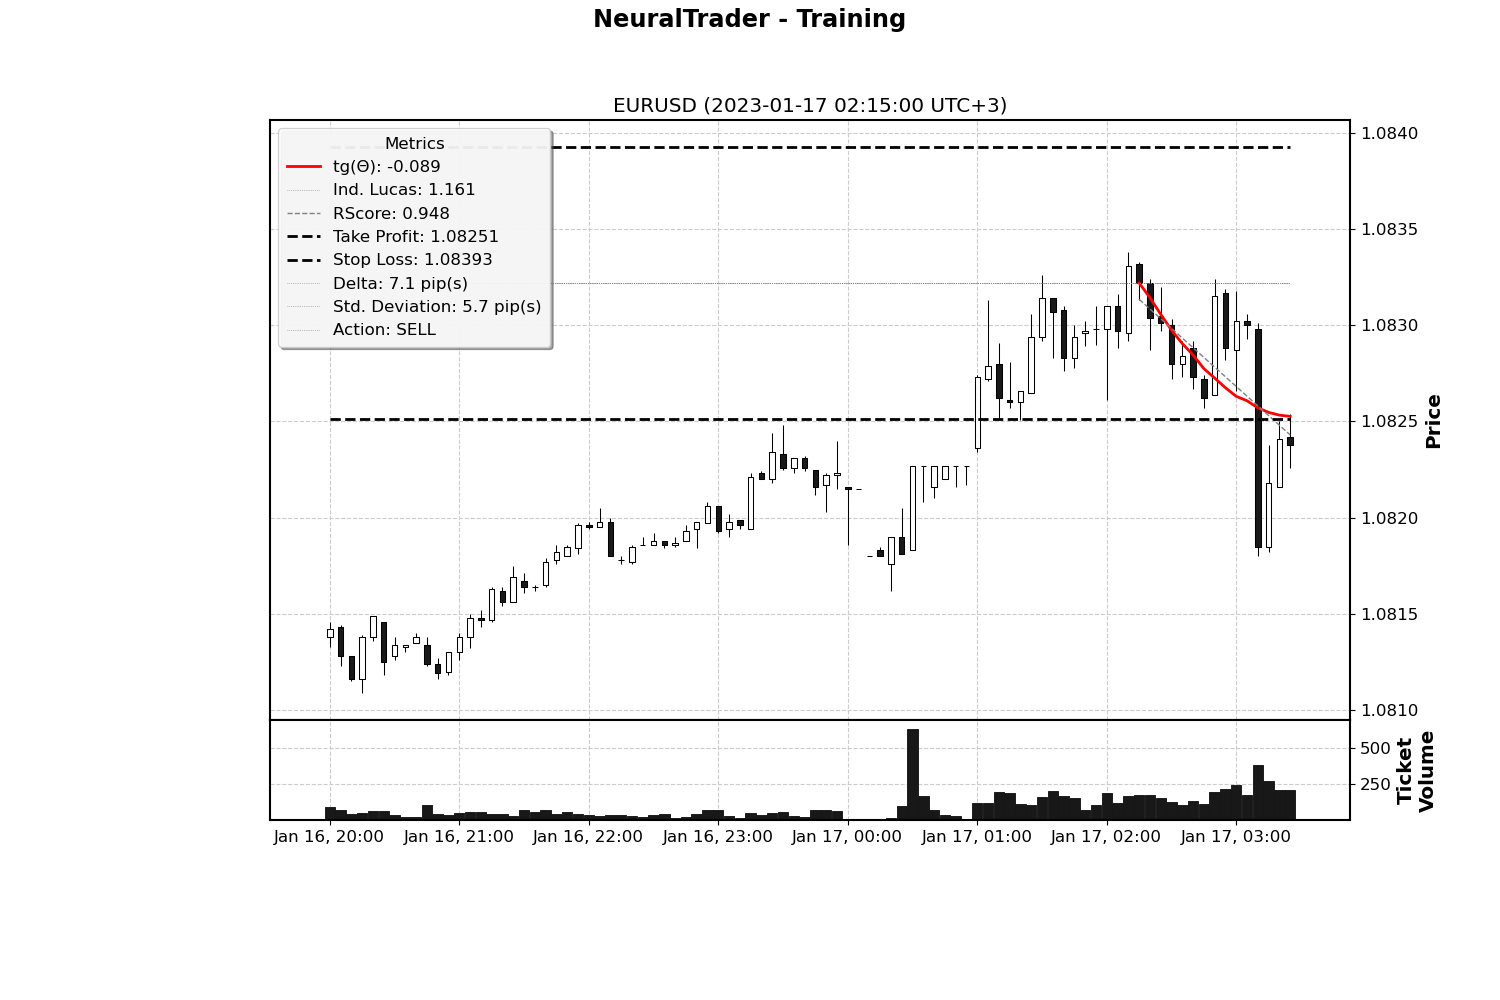 NeuralTrader - Training
EURUSD (2023-01-17 02:15:00 UTC+3)
Metrics
tg(Θ): -0.089
Ind. Lucas: 1.161
RScore: 0.948
Take Profit: 1.08251
Stop Loss: 1.08393
Delta: 7.1 pip(s)
Std. Deviation: 5.7 pip(s)
Action: SELL
1.0840
1.0835
1.0830
1.0825
1.0820
1.0815
1.0810
Price
500
250
Ticket
Volume
Jan 16, 20:00
Jan 16, 21:00
Jan 16, 22:00
Jan 16, 23:00
Jan 17, 00:00
Jan 17, 01:00
Jan 17, 02:00
Jan 17, 03:00